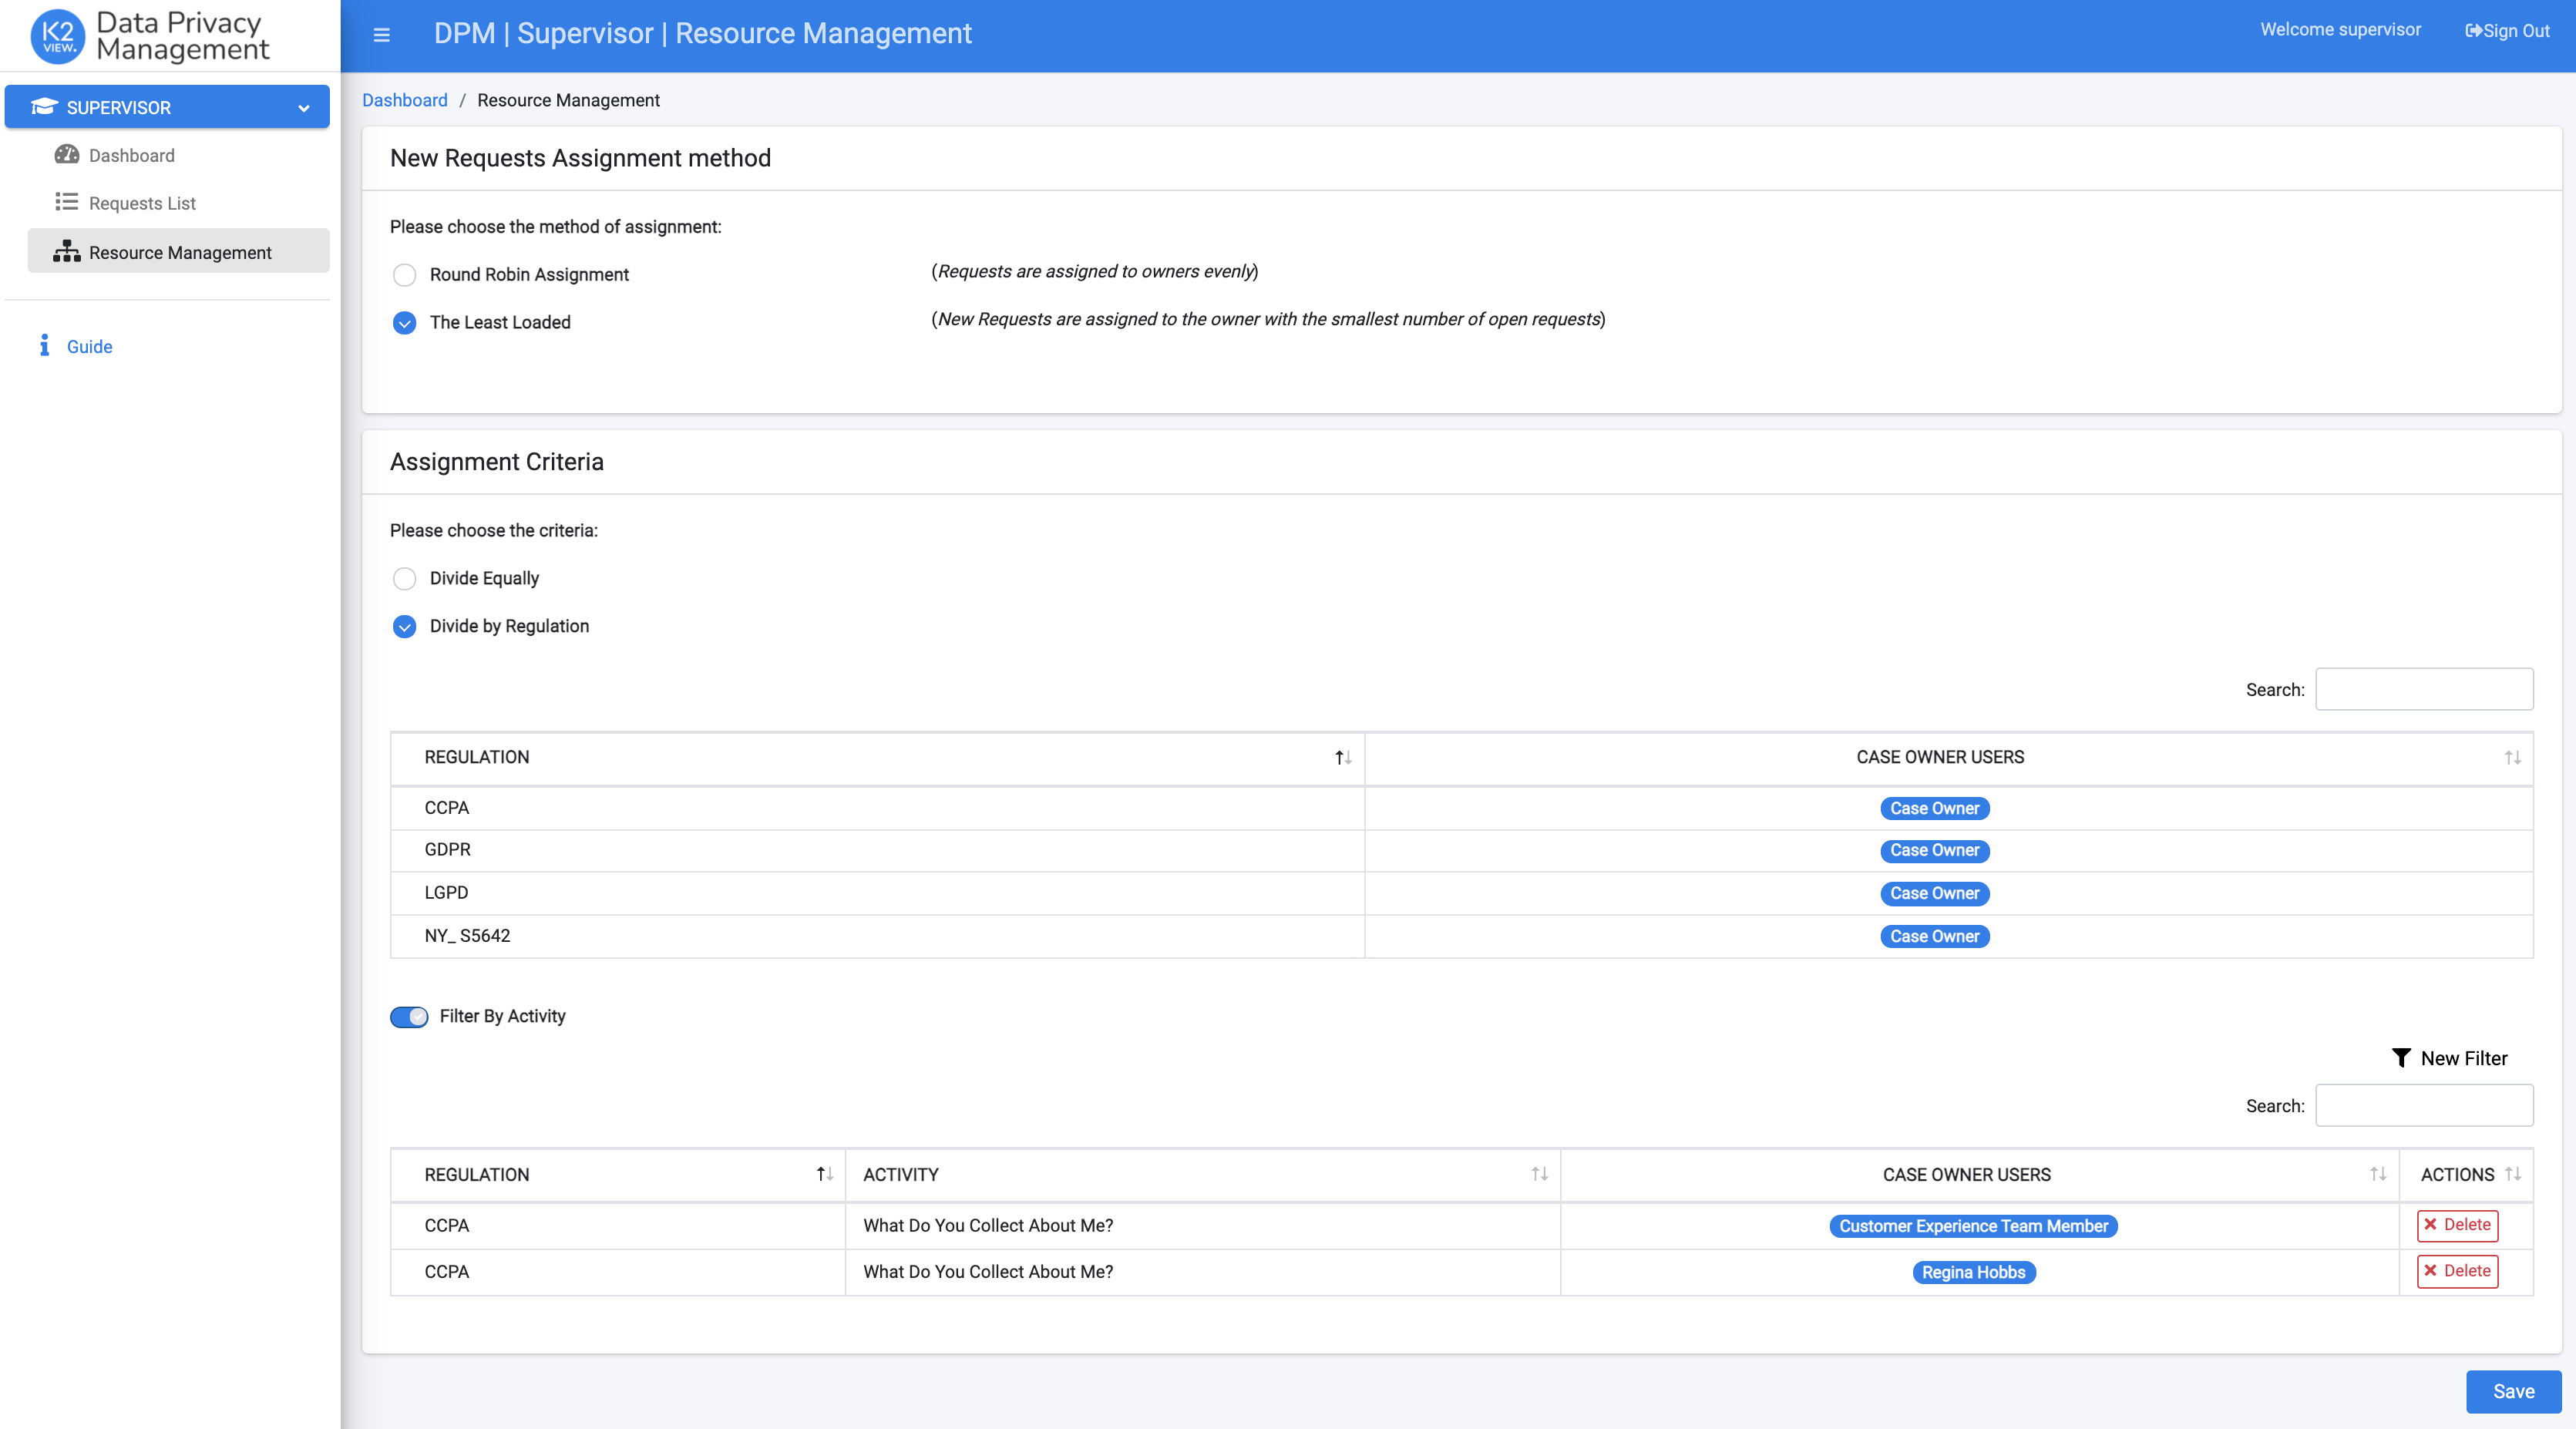 K2 VIEW. Data Privacy Management
DPM | Supervisor | Resource Management
Welcome supervisor
Sign Out
SUPERVISOR
Dashboard
Requests List
Resource Management
Guide
Dashboard / Resource Management
New Requests Assignment method
Please choose the method of assignment:
Round Robin Assignment (Requests are assigned to owners evenly)
The Least Loaded (New Requests are assigned to the owner with the smallest number of open requests)
Assignment Criteria
Please choose the criteria:
Divide Equally
Divide by Regulation
Search:
REGULATION CASE OWNER USERS
CCPA Case Owner
GDPR Case Owner
LGPD Case Owner
NY_ S5642 Case Owner
Filter By Activity
New Filter
Search:
REGULATION ACTIVITY CASE OWNER USERS ACTIONS
CCPA What Do You Collect About Me? Customer Experience Team Member Delete
CCPA What Do You Collect About Me? Regina Hobbs Delete
Save